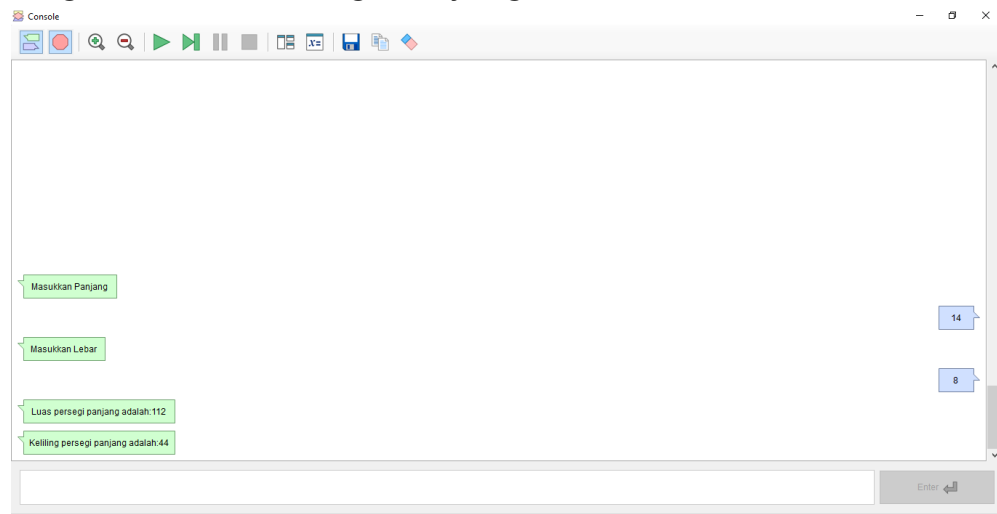 Console
Masukkan Panjang
14
Masukkan Lebar
8
Luas persegi panjang adalah:112
Keliling persegi panjang adalah:44
Enter